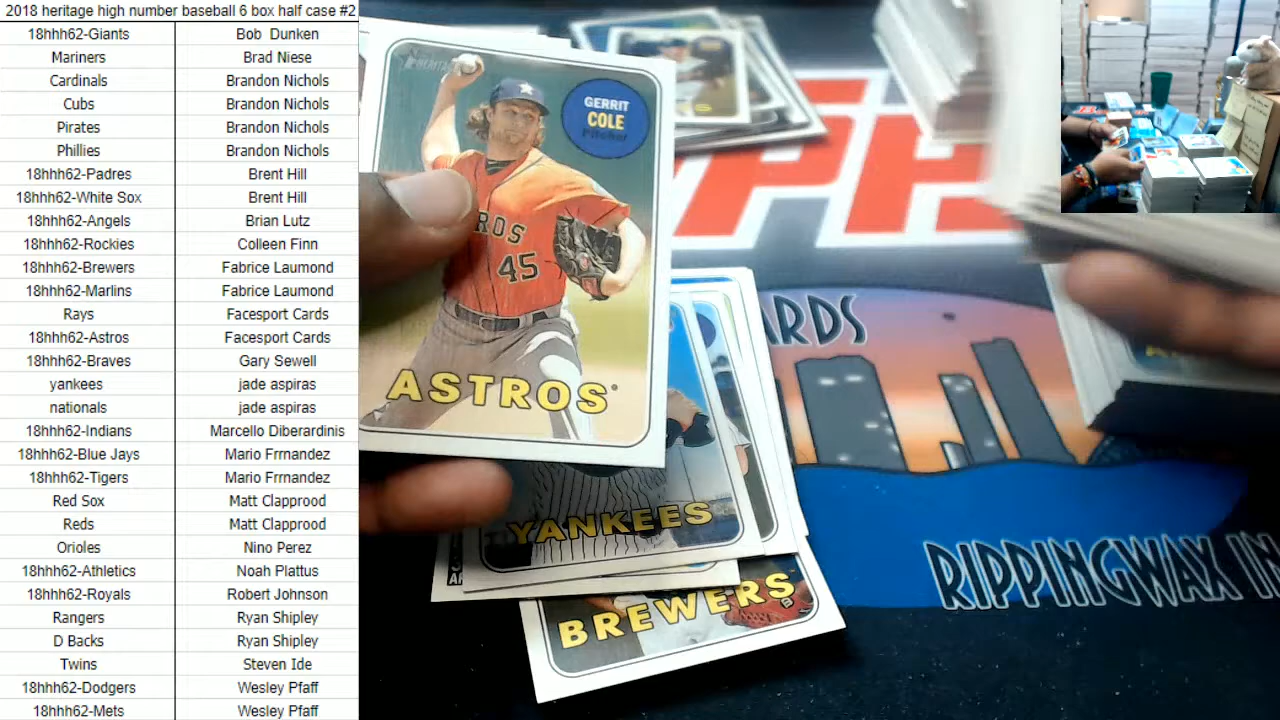 2018 heritage high number baseball 6 box half case #2
18hhh62-Giants Bob Dunken
Mariners Brad Niese
Cardinals Brandon Nichols
Cubs Brandon Nichols
Pirates Brandon Nichols
Phillies Brandon Nichols
18hhh62-Padres Brent Hill
18hhh62-White Sox Brent Hill
18hhh62-Angels Brian Lutz
18hhh62-Rockies Colleen Finn
18hhh62-Brewers Fabrice Laumond
18hhh62-Marlins Fabrice Laumond
Rays Facesport Cards
18hhh62-Astros Facesport Cards
18hhh62-Braves Gary Sewell
yankees jade aspiras
nationals jade aspiras
18hhh62-Indians Marcello Diberardinis
18hhh62-Blue Jays Mario Frrnandez
18hhh62-Tigers Mario Frrnandez
Red Sox Matt Clapprood
Reds Matt Clapprood
Orioles Nino Perez
18hhh62-Athletics Noah Plattus
18hhh62-Royals Robert Johnson
Rangers Ryan Shipley
D Backs Ryan Shipley
Twins Steven Ide
18hhh62-Dodgers Wesley Pfaff
18hhh62-Mets Wesley Pfaff
HERITAGE
GERRIT
COLE
Pitcher
ROS
45
ASTROS
YANKEES
BREWERS
PH
ARDS
RIPPINGWAX IN